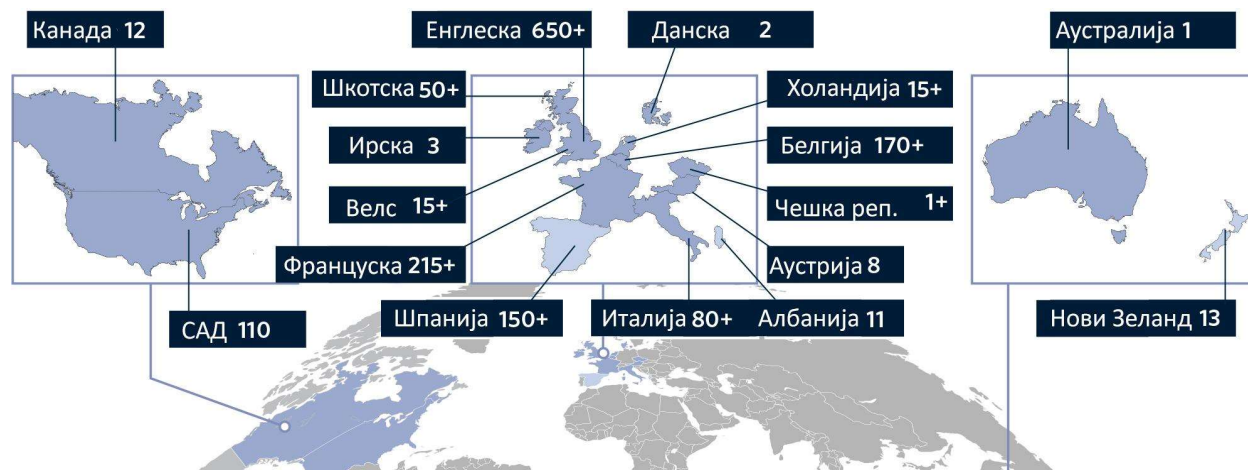 Канада 12
Енглеска 650+
Данска 2
Аустралија 1
Шкотска 50+
Холандија 15+
Ирска 3
Белгија 170+
Велс 15+
Чешка реп. 1+
Француска 215+
Аустрија 8
САД 110
Шпанија 150+
Италија 80+
Албанија 11
Нови Зеланд 13